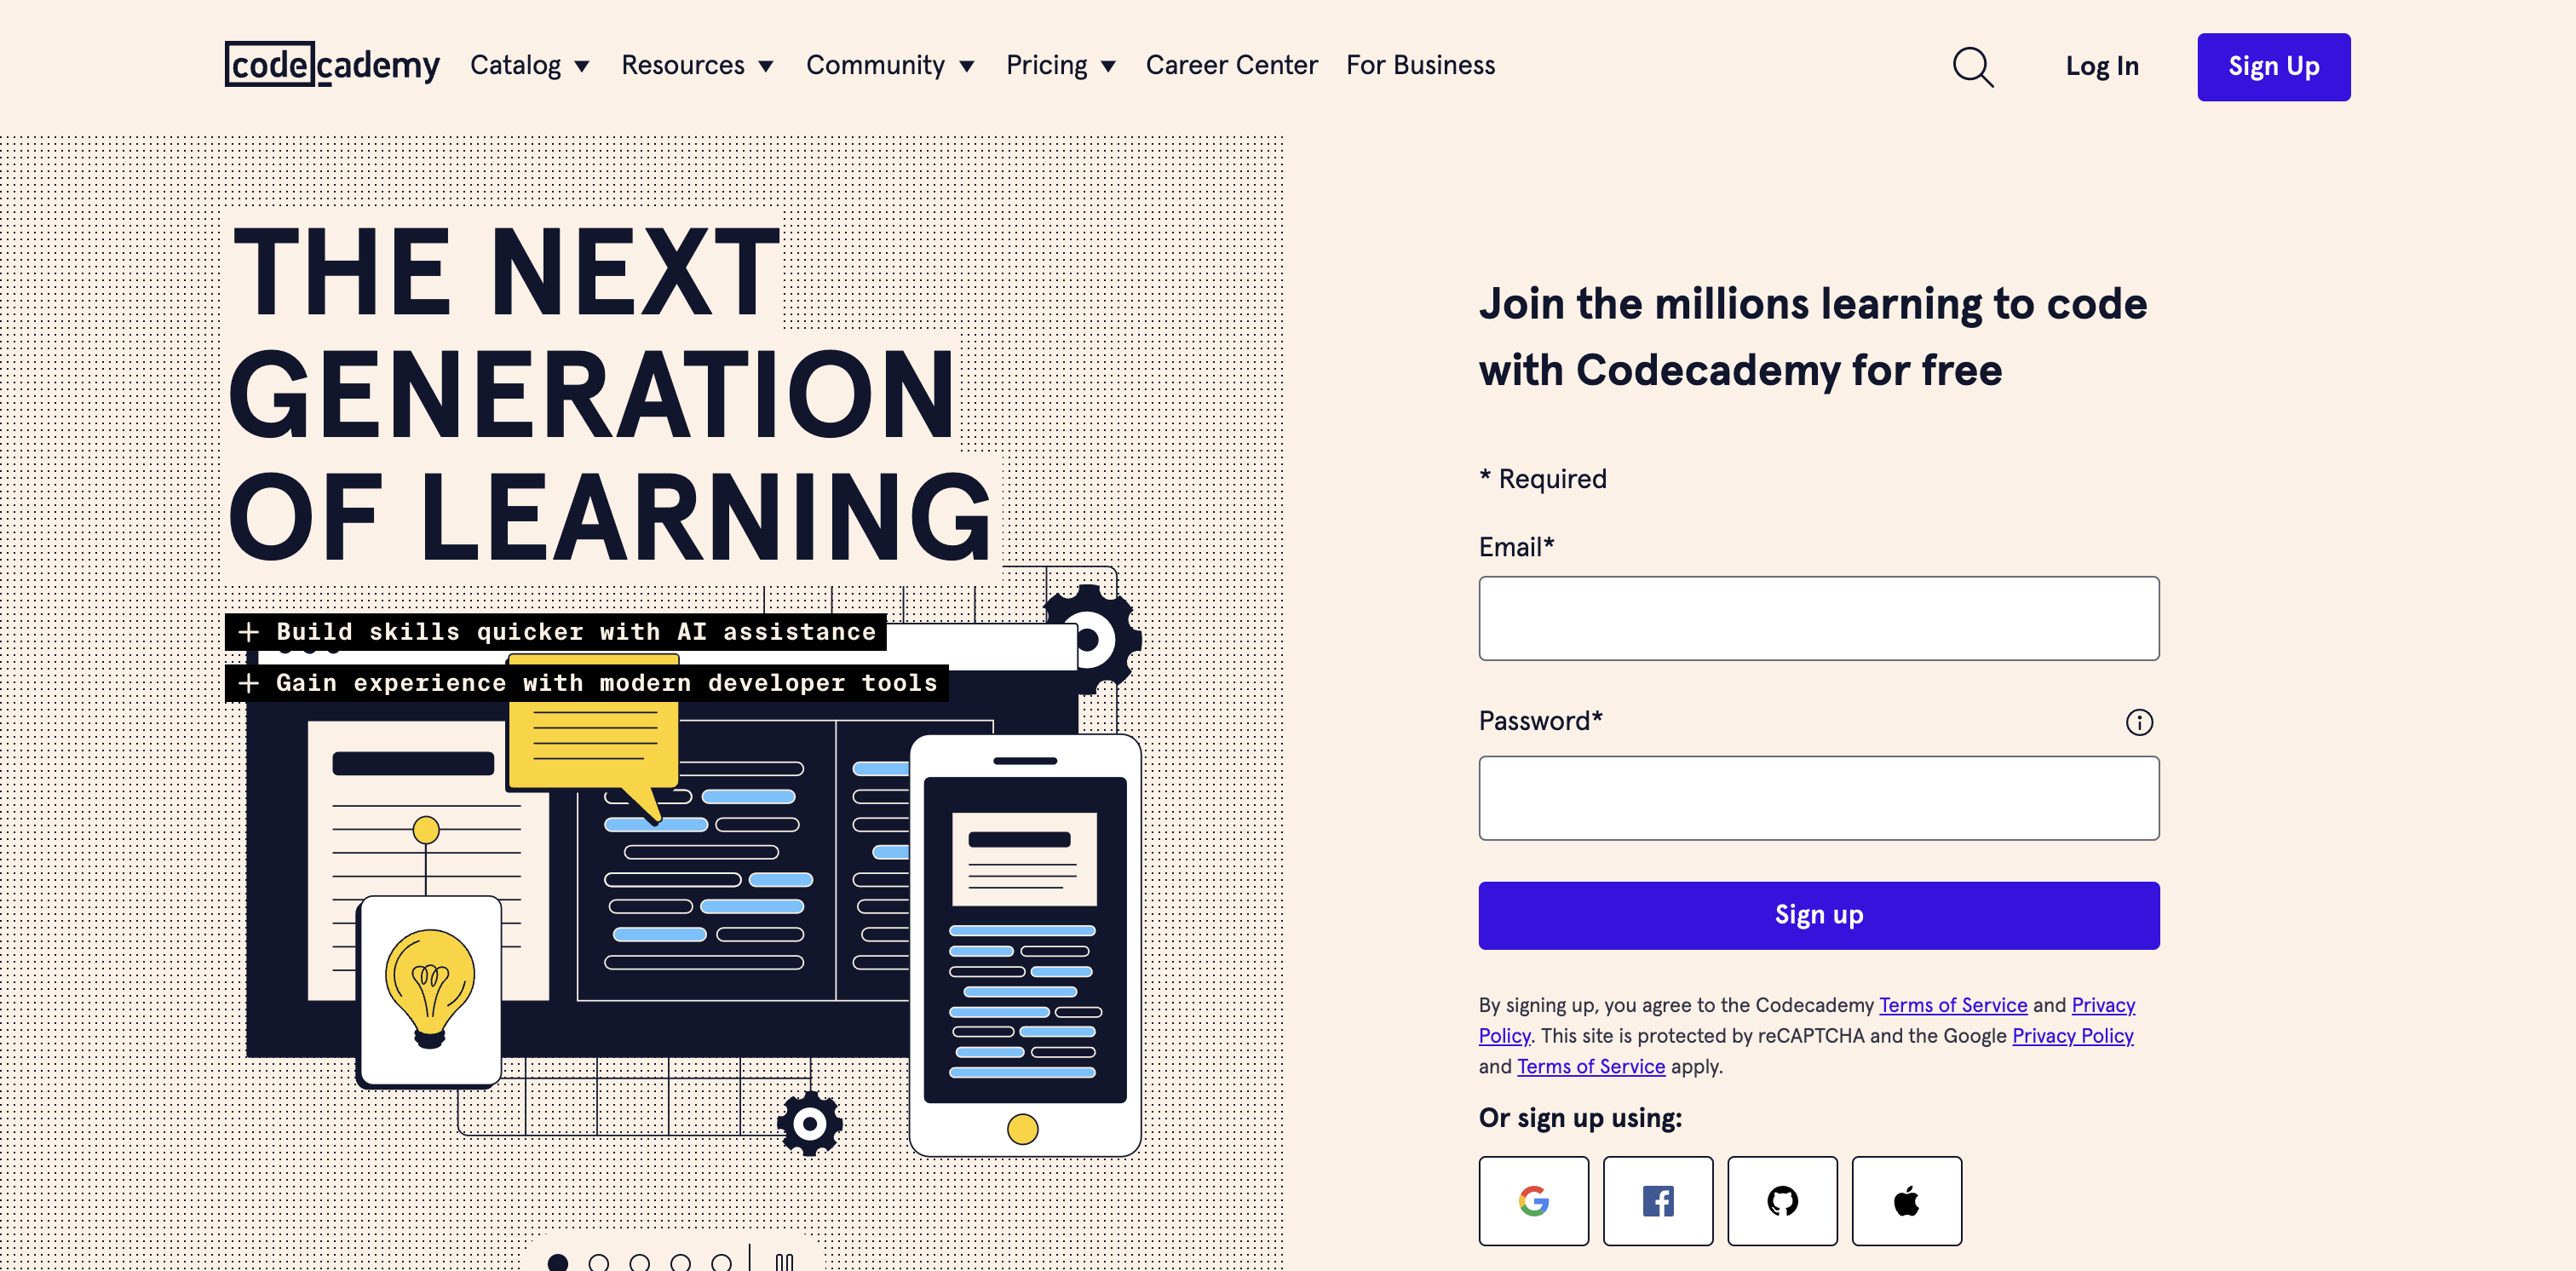 codecademy
Catalog
Resources
Community
Pricing
Career Center
For Business
Log In
Sign Up
THE NEXT
GENERATION
OF LEARNING
+ Build skills quicker with AI assistance
+ Gain experience with modern developer tools
Join the millions learning to code
with Codecademy for free
* Required
Email*
Password*
Sign up
By signing up, you agree to the Codecademy Terms of Service and Privacy
Policy. This site is protected by reCAPTCHA and the Google Privacy Policy
and Terms of Service apply.
Or sign up using: